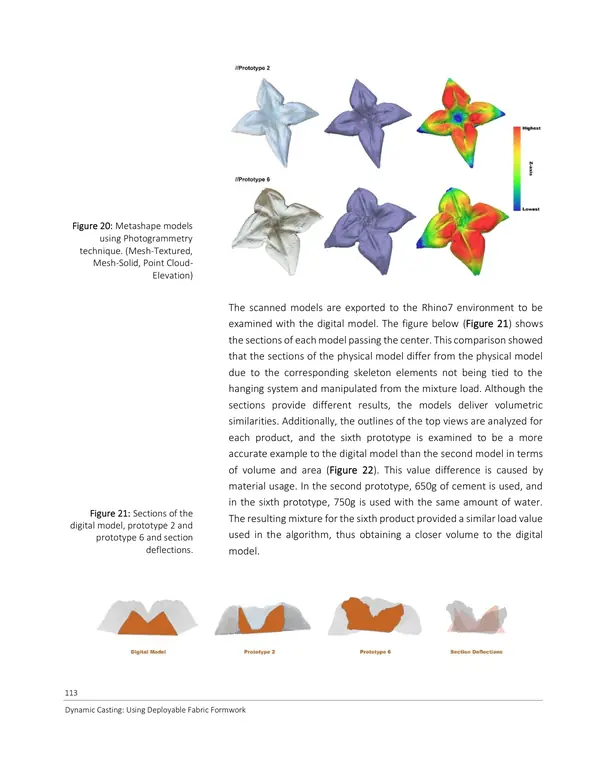 //Prototype 2
Highest
Z-axis
Lowest
//Prototype 6
Figure 20: Metashape models
using Photogrammetry
technique. (Mesh-Textured,
Mesh-Solid, Point Cloud-
Elevation)
The scanned models are exported to the Rhino7 environment to be
examined with the digital model. The figure below (Figure 21) shows
the sections of each model passing the center. This comparison showed
that the sections of the physical model differ from the physical model
due to the corresponding skeleton elements not being tied to the
hanging system and manipulated from the mixture load. Although the
sections provide different results, the models deliver volumetric
similarities. Additionally, the outlines of the top views are analyzed for
each product, and the sixth prototype is examined to be a more
accurate example to the digital model than the second model in terms
of volume and area (Figure 22). This value difference is caused by
material usage. In the second prototype, 650g of cement is used, and
in the sixth prototype, 750g is used with the same amount of water.
The resulting mixture for the sixth product provided a similar load value
used in the algorithm, thus obtaining a closer volume to the digital
model.
Figure 21: Sections of the
digital model, prototype 2 and
prototype 6 and section
deflections.
Digital Model
Prototype 2
Prototype 6
Section Deflections
113
Dynamic Casting: Using Deployable Fabric Formwork